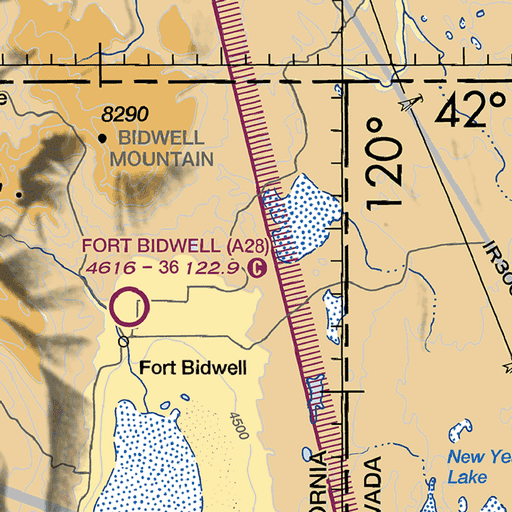 42°
8290
BIDWELL
MOUNTAIN
120°
FORT BIDWELL (A28)
4616 - 36 122.9 C
IR300
Fort Bidwell
4500
New Ye
Lake
ORNIA
VADA